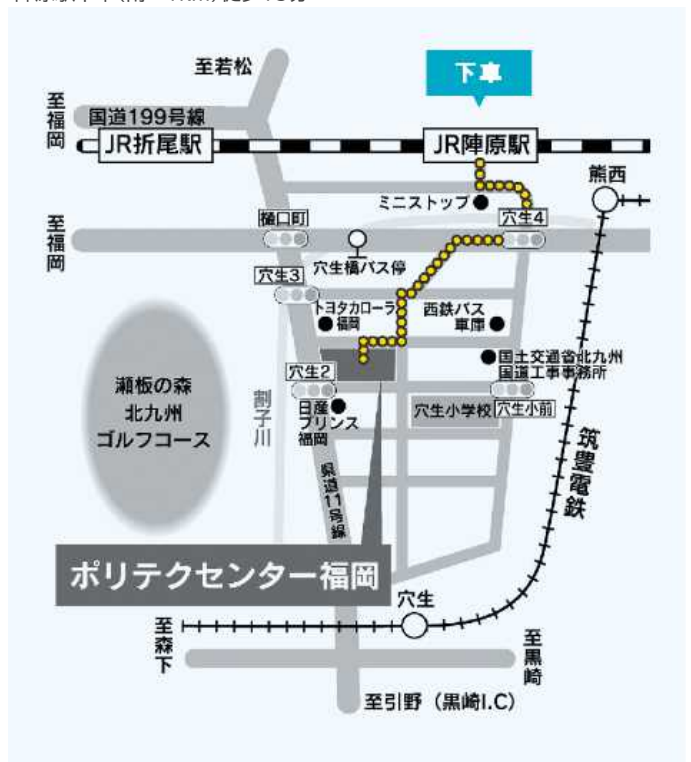 至若松
下車
至福岡
国道199号線
JR折尾駅
JR陣原駅
熊西
ミニストップ
至福岡
樋口町
穴生4
穴生橋バス停
穴生3
トヨタカローラ
福岡
西鉄バス
車庫
国土交通省北九州
国道工事事務所
穴生2
瀬板の森
北九州
ゴルフコース
割子川
日産
プリンス
福岡
穴生小学校
穴生小前
筑豊電鉄
県道11号線
ポリテクセンター福岡
穴生
至森下
至黒崎
至引野(黒崎I.C)